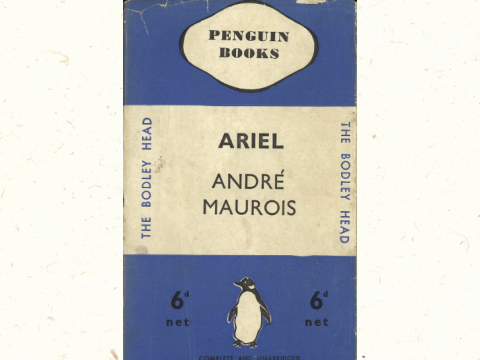 PENGUIN
BOOKS
ARIEL
ANDRÉ
MAUROIS
THE BODLEY HEAD
THE BODLEY HEAD
6d
net
6d
net
COMPLETE AND UNABRIDGED